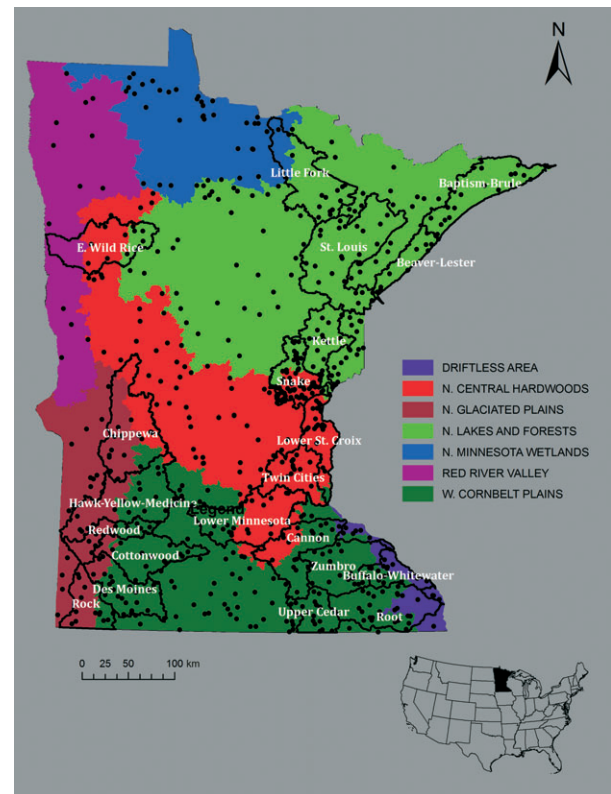 N
Little Fork
Baptism-Brule
E. Wild Rice
St. Louis
Beaver-Lester
Kettle
Snake
Chippewa
Lower St. Croix
Twin Cities
Hawk-Yellow-Medicine
Legend
Lower Minnesota
Redwood
Cannon
Cottonwood
Zumbro
Buffalo-Whitewater
Des Moines
Rock
Upper Cedar
Root
DRIFTLESS AREA
N. CENTRAL HARDWOODS
N. GLACIATED PLAINS
N. LAKES AND FORESTS
N. MINNESOTA WETLANDS
RED RIVER VALLEY
W. CORNBELT PLAINS
0 25 50 100 km